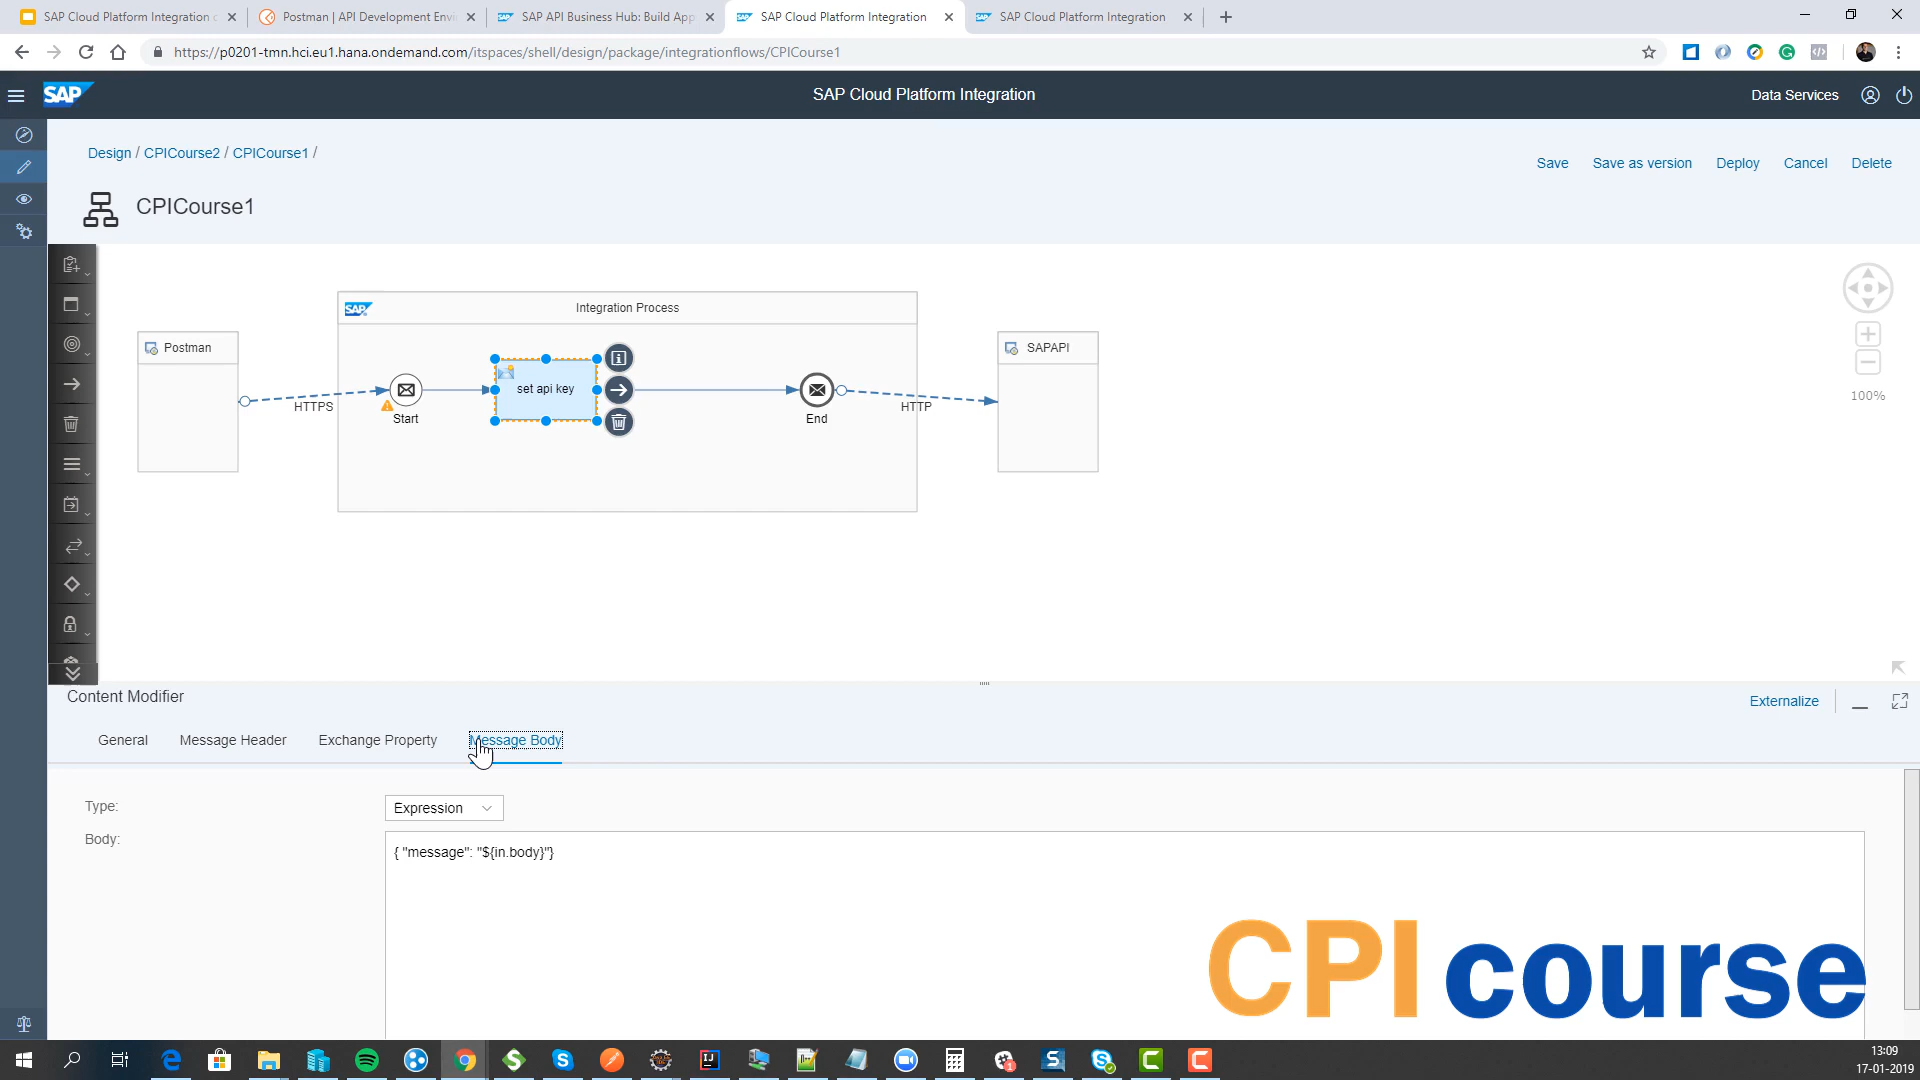 SAP Cloud Platform Integration c
Postman | API Development Envi
SAP API Business Hub: Build App
SAP Cloud Platform Integration
SAP Cloud Platform Integration
https://p0201-tmn.hci.eu1.hana.ondemand.com/itspaces/shell/design/package/integrationflows/CPICourse1
SAP
SAP Cloud Platform Integration
Data Services
Design / CPICourse2 / CPICourse1 /
Save
Save as version
Deploy
Cancel
Delete
CPICourse1
SAP
Integration Process
Postman
SAPAPI
set api key
HTTPS
Start
End
HTTP
100%
Content Modifier
Externalize
General
Message Header
Exchange Property
Message Body
Type:
Expression
Body:
{ "message": "${in.body}"}
CPI course
13:09
17-01-2019